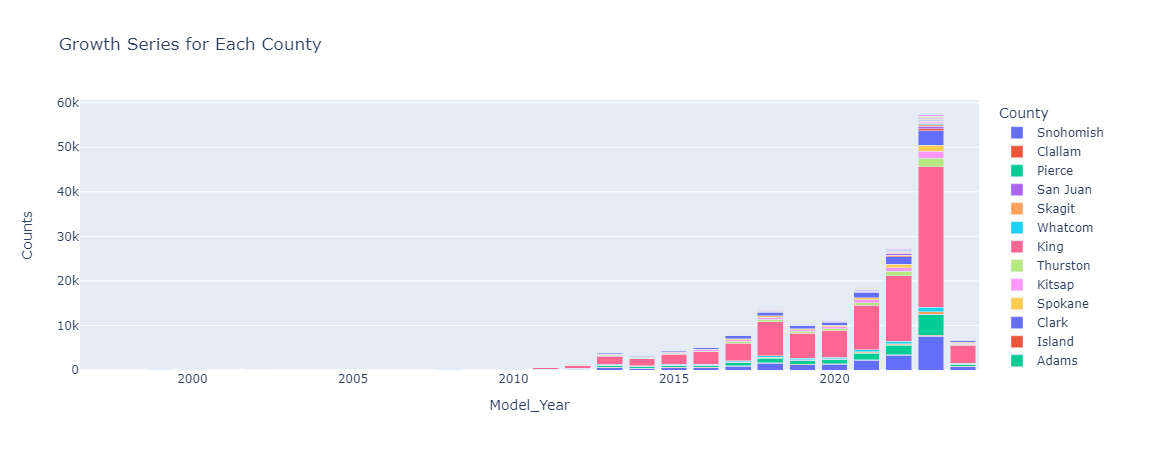 Growth Series for Each County
60k
50k
40k
30k
20k
10k
0
Counts
2000
2005
2010
2015
2020
Model_Year
County
Snohomish
Clallam
Pierce
San Juan
Skagit
Whatcom
King
Thurston
Kitsap
Spokane
Clark
Island
Adams